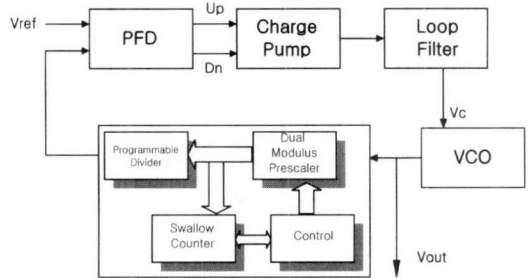 Vref
PFD
Up
Dn
Charge
Pump
Loop
Filter
Vc
VCO
Programmable
Divider
Dual
Modulus
Prescaler
Swallow
Counter
Control
Vout